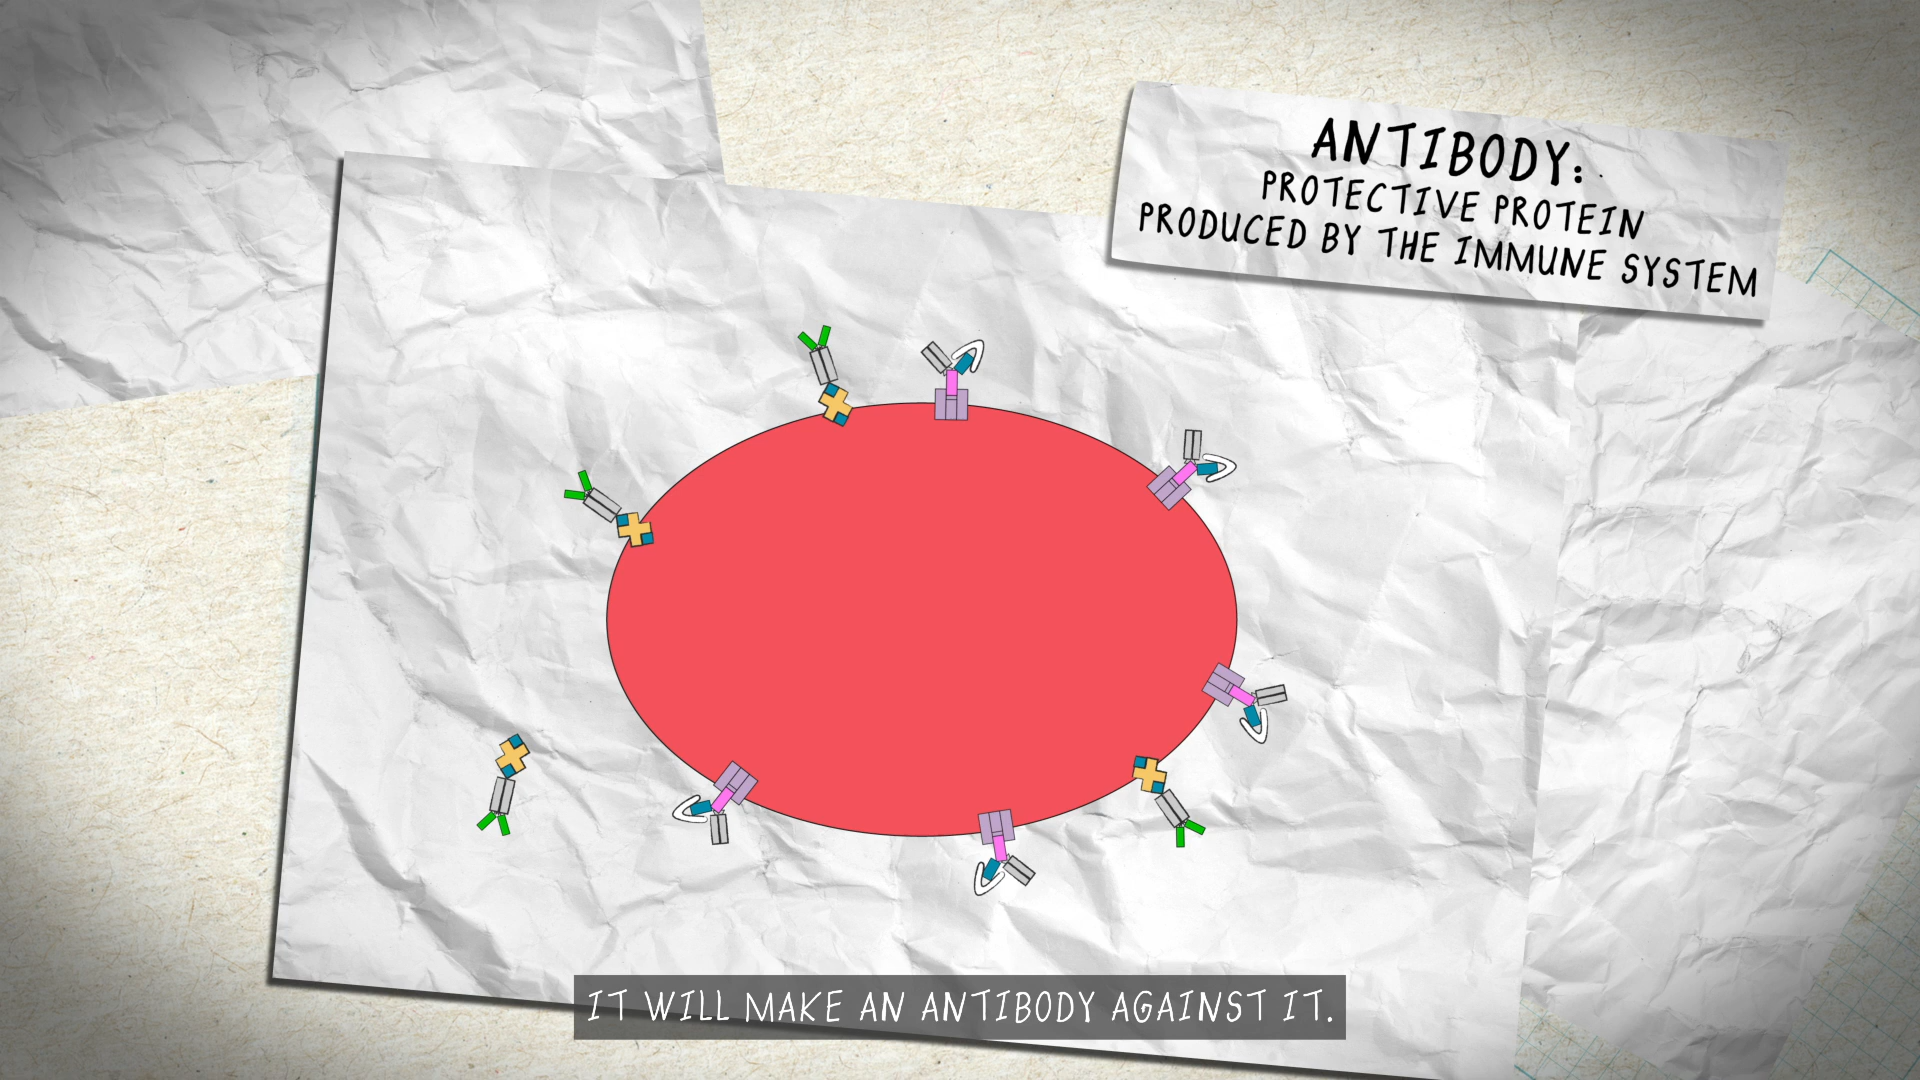 ANTIBODY:
PROTECTIVE PROTEIN
PRODUCED BY THE IMMUNE SYSTEM
IT WILL MAKE AN ANTIBODY AGAINST IT.